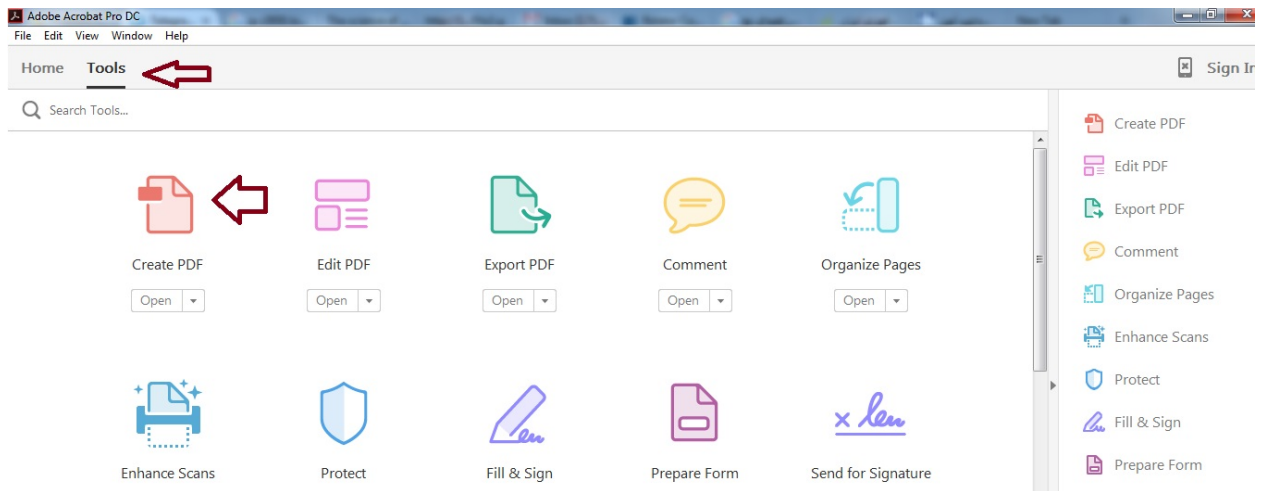 Adobe Acrobat Pro DC
File Edit View Window Help
Home Tools
Sign In
Search Tools...
Create PDF
Edit PDF
Export PDF
Comment
Organize Pages
Open
Open
Open
Open
Open
Enhance Scans
Protect
Fill & Sign
Prepare Form
Send for Signature
Create PDF
Edit PDF
Export PDF
Comment
Organize Pages
Enhance Scans
Protect
Fill & Sign
Prepare Form